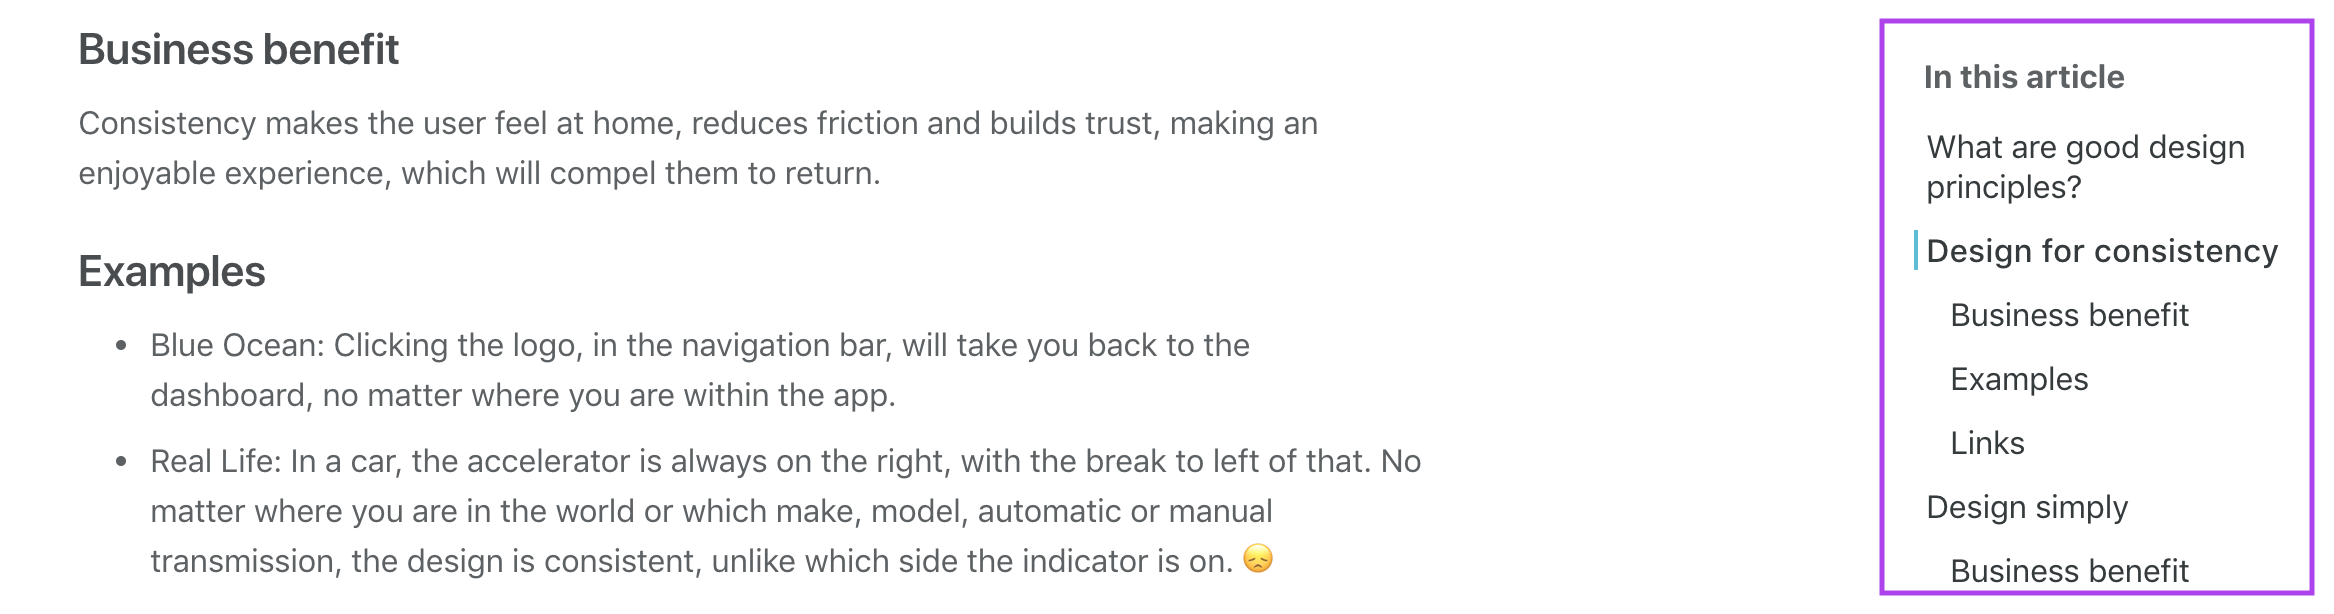 Business benefit
Consistency makes the user feel at home, reduces friction and builds trust, making an
enjoyable experience, which will compel them to return.
Examples
• Blue Ocean: Clicking the logo, in the navigation bar, will take you back to the
dashboard, no matter where you are within the app.
• Real Life: In a car, the accelerator is always on the right, with the break to left of that. No
matter where you are in the world or which make, model, automatic or manual
transmission, the design is consistent, unlike which side the indicator is on. 😞
In this article
What are good design
principles?
Design for consistency
Business benefit
Examples
Links
Design simply
Business benefit